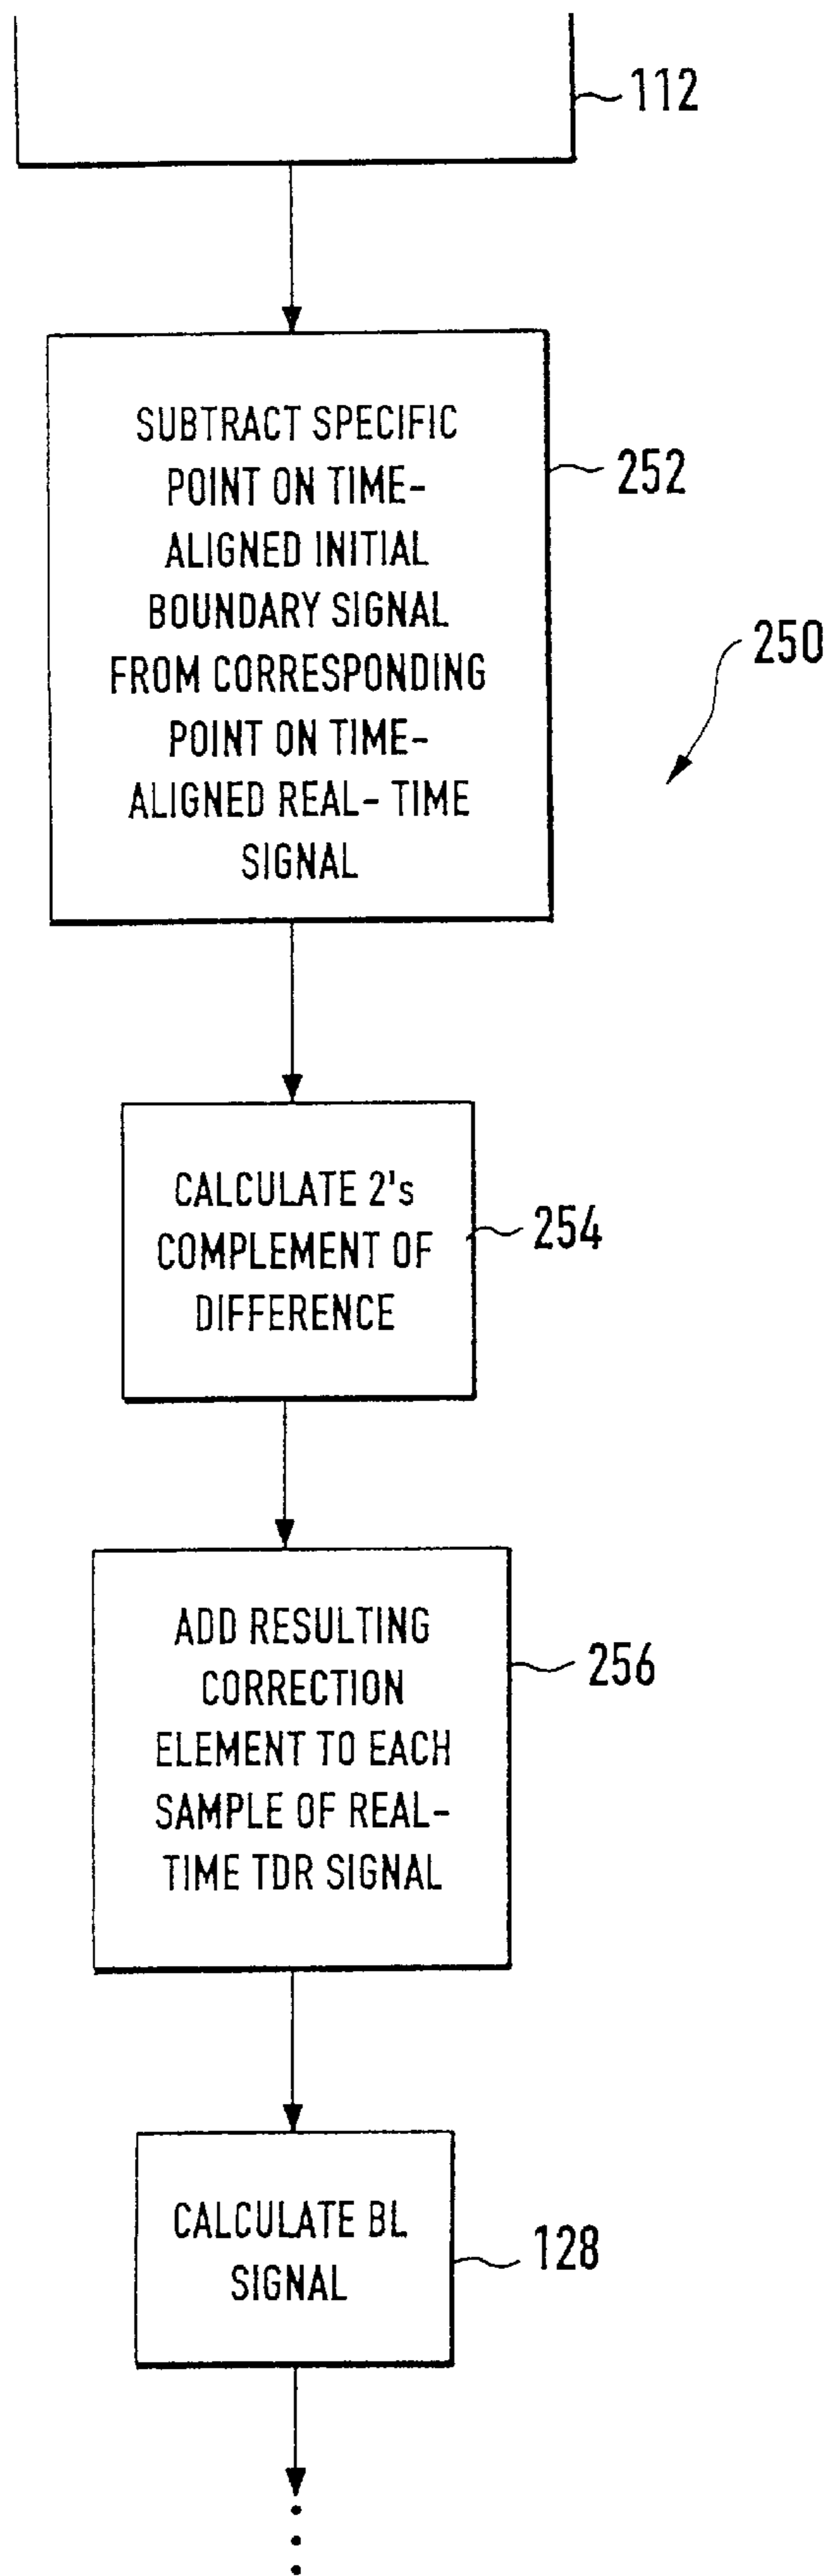 112
SUBTRACT SPECIFIC
POINT ON TIME-
ALIGNED INITIAL
BOUNDARY SIGNAL
FROM CORRESPONDING
POINT ON TIME-
ALIGNED REAL- TIME
SIGNAL
252
250
CALCULATE 2's
COMPLEMENT OF
DIFFERENCE
254
ADD RESULTING
CORRECTION
ELEMENT TO EACH
SAMPLE OF REAL-
TIME TDR SIGNAL
256
CALCULATE BL
SIGNAL
128